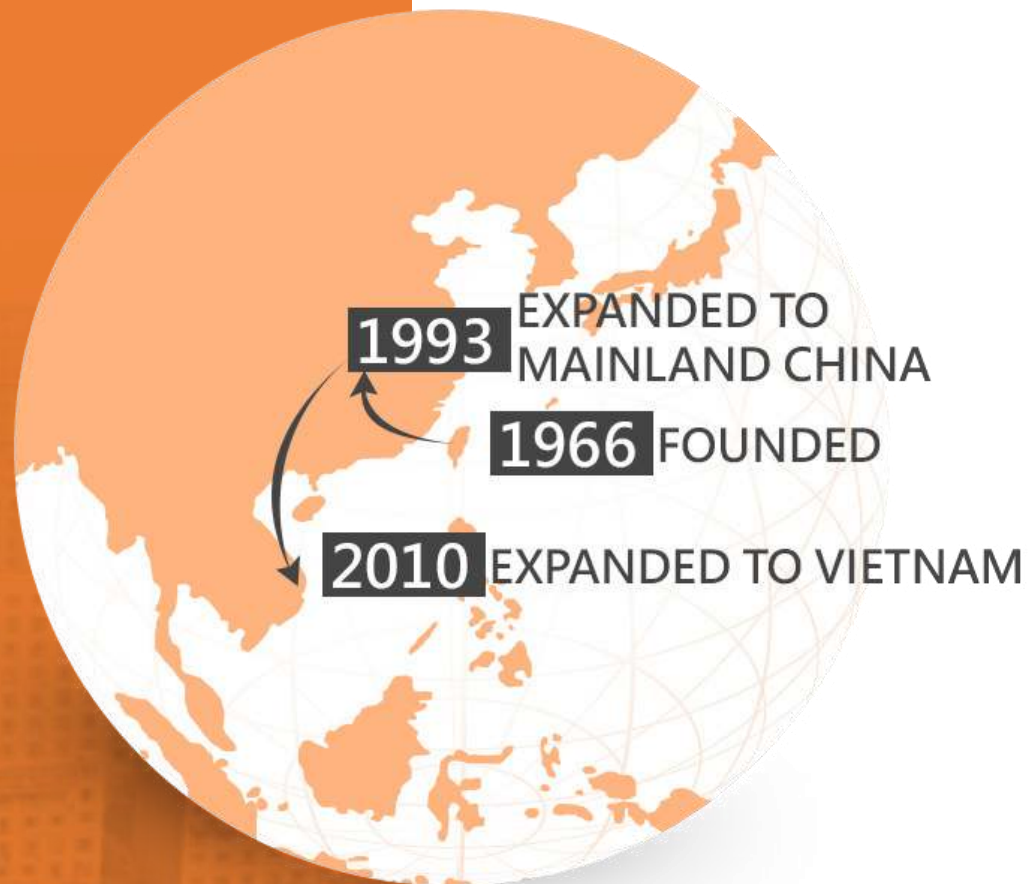 1993 EXPANDED TO
MAINLAND CHINA
1966 FOUNDED
2010 EXPANDED TO VIETNAM